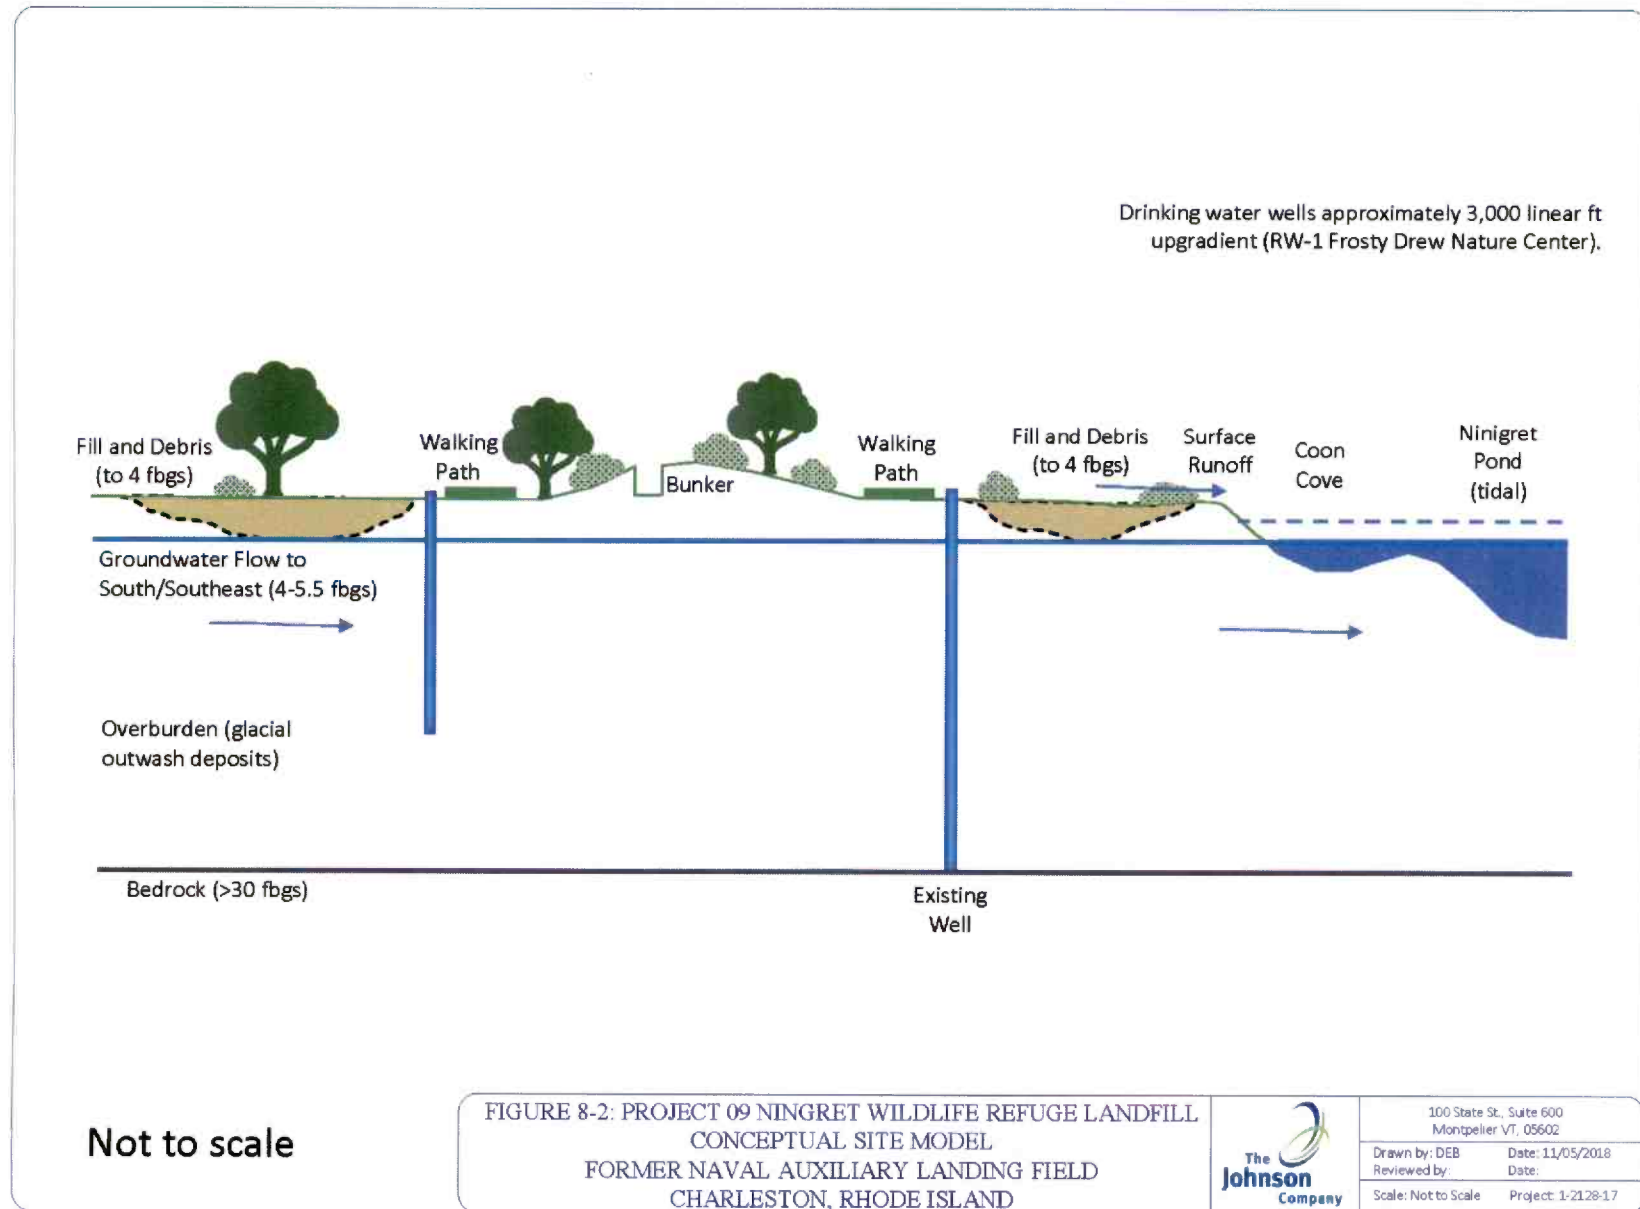 Drinking water wells approximately 3,000 linear ft
upgradient (RW-1 Frosty Drew Nature Center).
Fill and Debris
(to 4 fbgs)
Walking
Path
Bunker
Walking
Path
Fill and Debris
(to 4 fbgs)
Surface
Runoff
Coon
Cove
Ninigret
Pond
(tidal)
Groundwater Flow to
South/Southeast (4-5.5 fbgs)
Overburden (glacial
outwash deposits)
Bedrock (>30 fbgs)
Existing
Well
Not to scale
FIGURE 8-2: PROJECT 09 NINGRET WILDLIFE REFUGE LANDFILL
CONCEPTUAL SITE MODEL
FORMER NAVAL AUXILIARY LANDING FIELD
CHARLESTON, RHODE ISLAND
The
Johnson
Company
100 State St., Suite 600
Montpelier VT, 05602
Drawn by: DEB Date: 11/05/2018
Reviewed by: Date:
Scale: Not to Scale Project: 1-2128-17